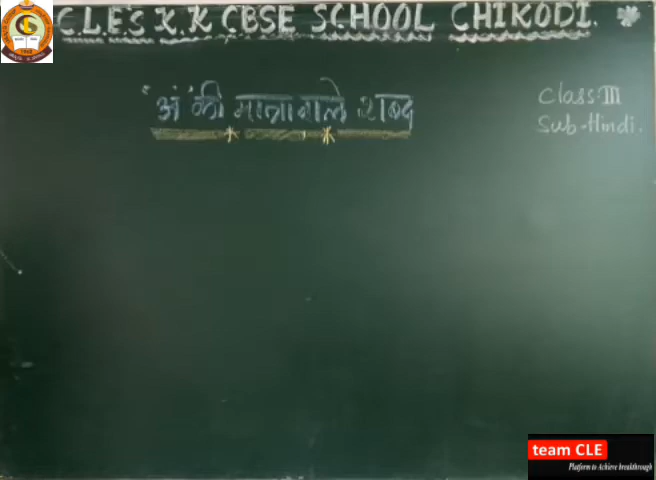 C.L.E'S K.K CBSE SCHOOL CHIKODI.
"अं" की मात्रा वाले शब्द
Class:III
Sub-Hindi.
team CLE
Platform to Achieve breakthrough